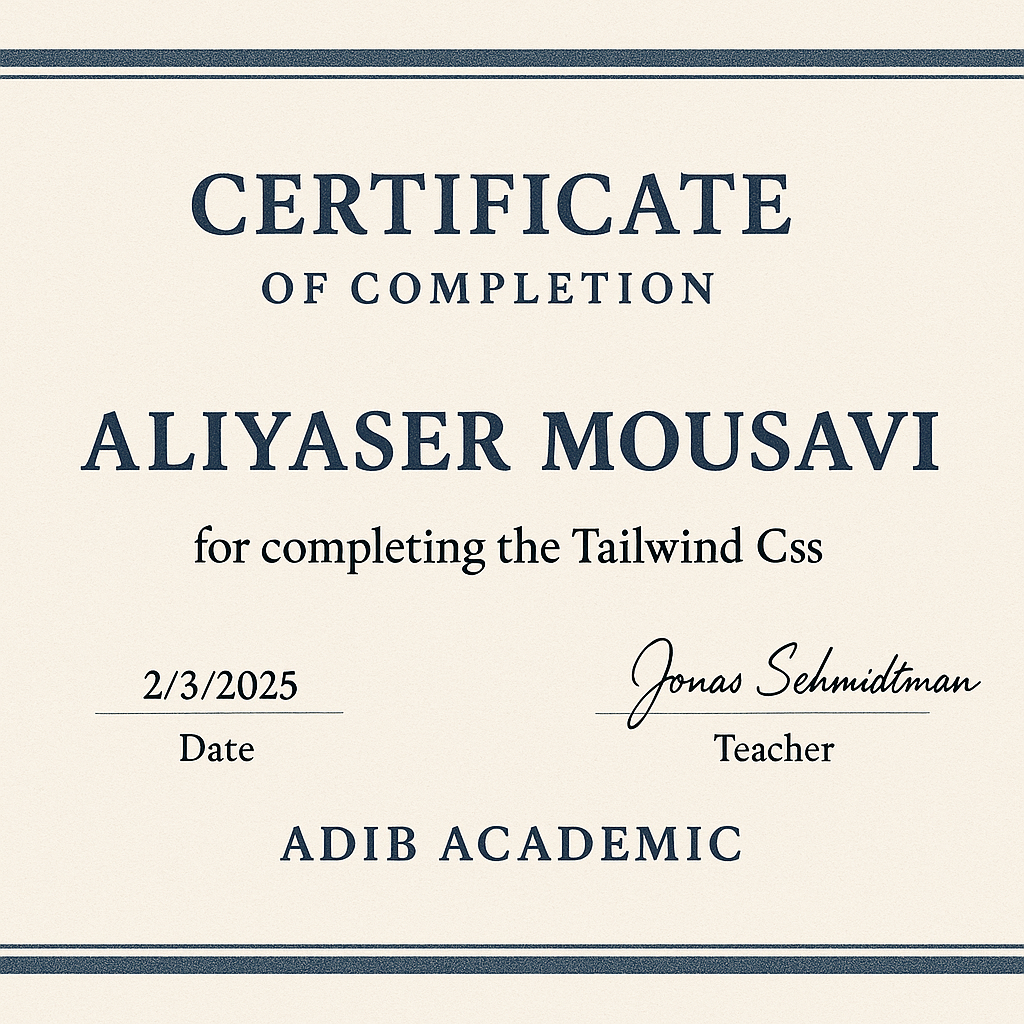 CERTIFICATE
OF COMPLETION
ALIYASER MOUSAVI
for completing the Tailwind Css
2/3/2025
Date
Jonas Sehmidtman
Teacher
ADIB ACADEMIC